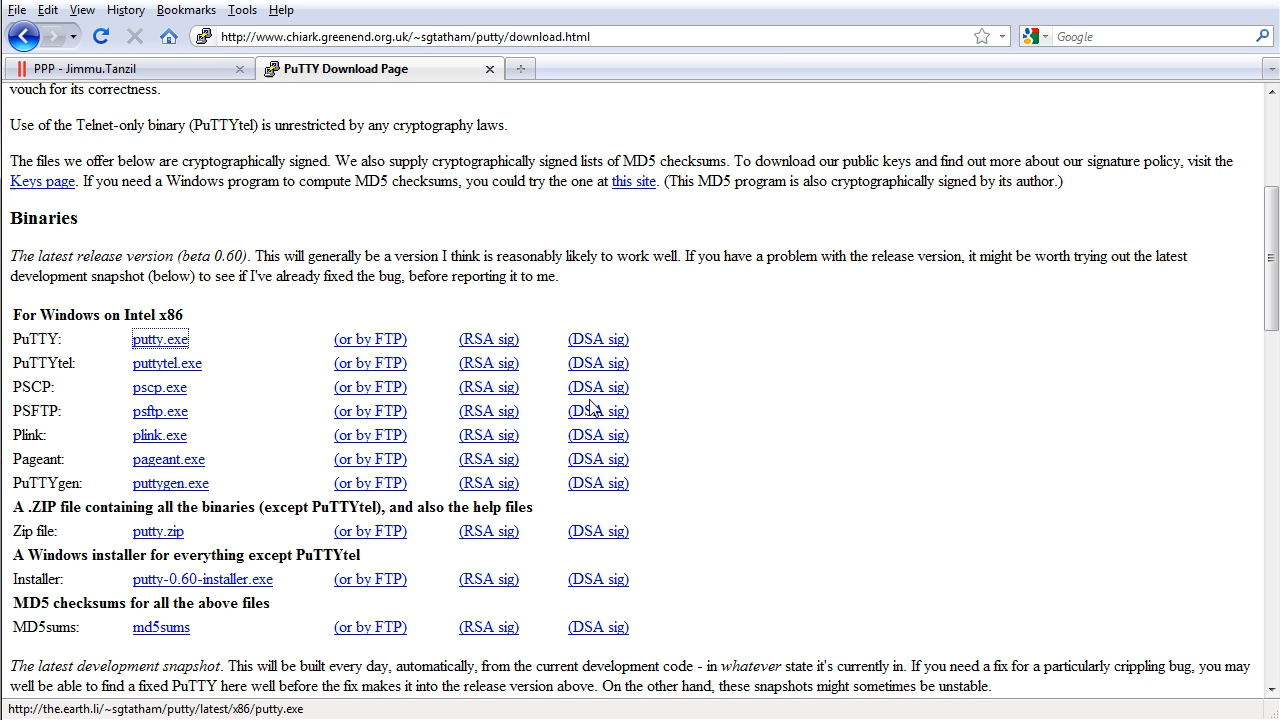 File Edit View History Bookmarks Tools Help
http://www.chiark.greenend.org.uk/~sgtatham/putty/download.html
Google
PPP - Jimmu.Tanzil
PuTTY Download Page
vouch for its correctness.
Use of the Telnet-only binary (PuTTYtel) is unrestricted by any cryptography laws.
The files we offer below are cryptographically signed. We also supply cryptographically signed lists of MD5 checksums. To download our public keys and find out more about our signature policy, visit the
Keys page. If you need a Windows program to compute MD5 checksums, you could try the one at this site. (This MD5 program is also cryptographically signed by its author.)
Binaries
The latest release version (beta 0.60). This will generally be a version I think is reasonably likely to work well. If you have a problem with the release version, it might be worth trying out the latest
development snapshot (below) to see if I've already fixed the bug, before reporting it to me.
For Windows on Intel x86
PuTTY: putty.exe (or by FTP) (RSA sig) (DSA sig)
PuTTYtel: puttytel.exe (or by FTP) (RSA sig) (DSA sig)
PSCP: pscp.exe (or by FTP) (RSA sig) (DSA sig)
PSFTP: psftp.exe (or by FTP) (RSA sig) (DSA sig)
Plink: plink.exe (or by FTP) (RSA sig) (DSA sig)
Pageant: pageant.exe (or by FTP) (RSA sig) (DSA sig)
PuTTYgen: puttygen.exe (or by FTP) (RSA sig) (DSA sig)
A .ZIP file containing all the binaries (except PuTTYtel), and also the help files
Zip file: putty.zip (or by FTP) (RSA sig) (DSA sig)
A Windows installer for everything except PuTTYtel
Installer: putty-0.60-installer.exe (or by FTP) (RSA sig) (DSA sig)
MD5 checksums for all the above files
MD5sums: md5sums (or by FTP) (RSA sig) (DSA sig)
The latest development snapshot. This will be built every day, automatically, from the current development code - in whatever state it's currently in. If you need a fix for a particularly crippling bug, you may
well be able to find a fixed PuTTY here well before the fix makes it into the release version above. On the other hand, these snapshots might sometimes be unstable.
http://the.earth.li/~sgtatham/putty/latest/x86/putty.exe